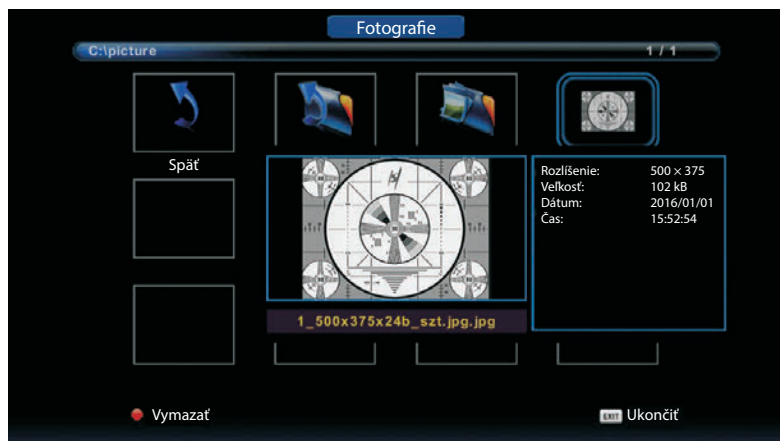 Fotografie
C:\picture
1 / 1
Späť
Rozlíšenie: 500 × 375
Veľkosť: 102 kB
Dátum: 2016/01/01
Čas: 15:52:54
1_500x375x24b_szt.jpg.jpg
Vymazať
EXIT Ukončiť